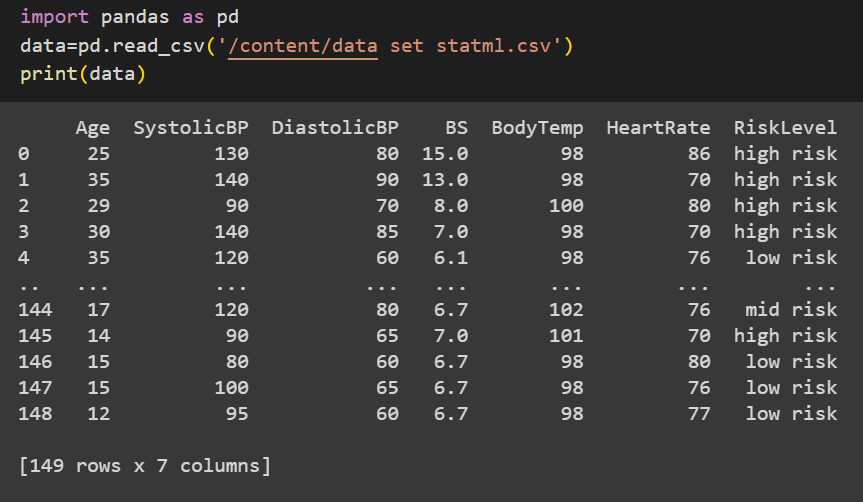 import pandas as pd
data=pd.read_csv('/content/data set statml.csv')
print(data)
Age SystolicBP DiastolicBP BS BodyTemp HeartRate RiskLevel
0 25 130 80 15.0 98 86 high risk
1 35 140 90 13.0 98 70 high risk
2 29 90 70 8.0 100 80 high risk
3 30 140 85 7.0 98 70 high risk
4 35 120 60 6.1 98 76 low risk
.. ... ... ... ... ... ... ...
144 17 120 80 6.7 102 76 mid risk
145 14 90 65 7.0 101 70 high risk
146 15 80 60 6.7 98 80 low risk
147 15 100 65 6.7 98 76 low risk
148 12 95 60 6.7 98 77 low risk
[149 rows x 7 columns]